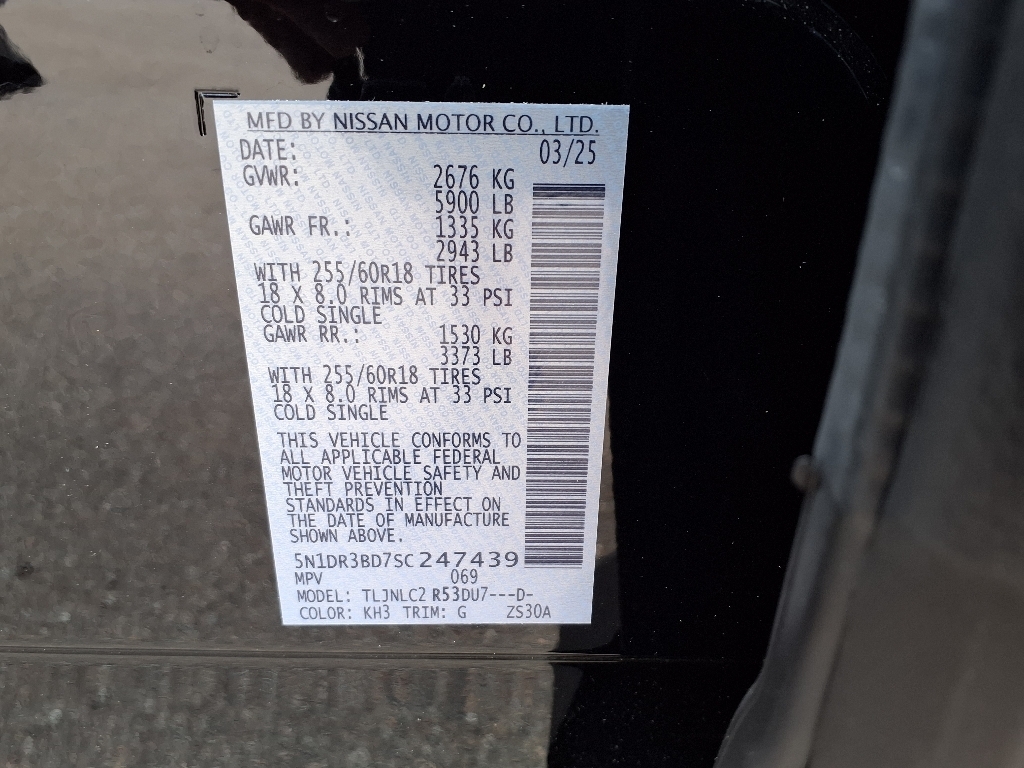 MFD BY NISSAN MOTOR CO., LTD.
DATE: 03/25
GVWR: 2676 KG
5900 LB
GAWR FR.: 1335 KG
2943 LB
WITH 255/60R18 TIRES
18 X 8.0 RIMS AT 33 PSI
COLD SINGLE
GAWR RR.: 1530 KG
3373 LB
WITH 255/60R18 TIRES
18 X 8.0 RIMS AT 33 PSI
COLD SINGLE
THIS VEHICLE CONFORMS TO
ALL APPLICABLE FEDERAL
MOTOR VEHICLE SAFETY AND
THEFT PREVENTION
STANDARDS IN EFFECT ON
THE DATE OF MANUFACTURE
SHOWN ABOVE.
5N1DR3BD7SC247439
MPV 069
MODEL: TLJNLC2 R53DU7---D-
COLOR: KH3 TRIM: G ZS30A